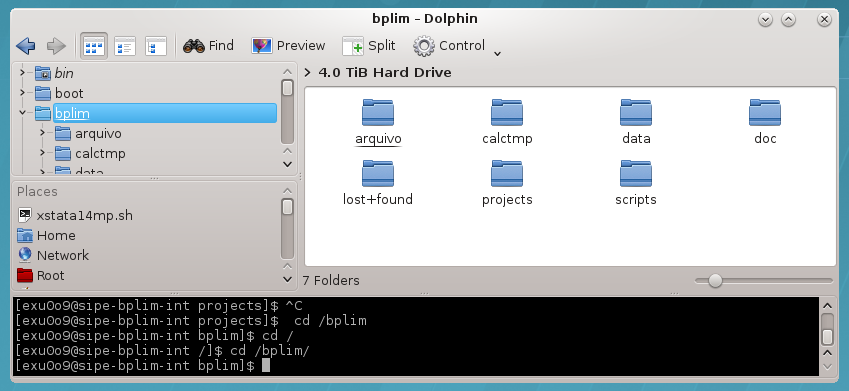 bplim – Dolphin
Find Preview Split Control
bin
boot
bplim
arquivo
calctmp
data
Places
xstata14mp.sh
Home
Network
Root
> 4.0 TiB Hard Drive
arquivo calctmp data doc
lost+found projects scripts
7 Folders
[exu0o9@sipe-bplim-int projects]$ ^C
[exu0o9@sipe-bplim-int projects]$  cd /bplim
[exu0o9@sipe-bplim-int bplim]$ cd /
[exu0o9@sipe-bplim-int /]$ cd /bplim/
[exu0o9@sipe-bplim-int bplim]$